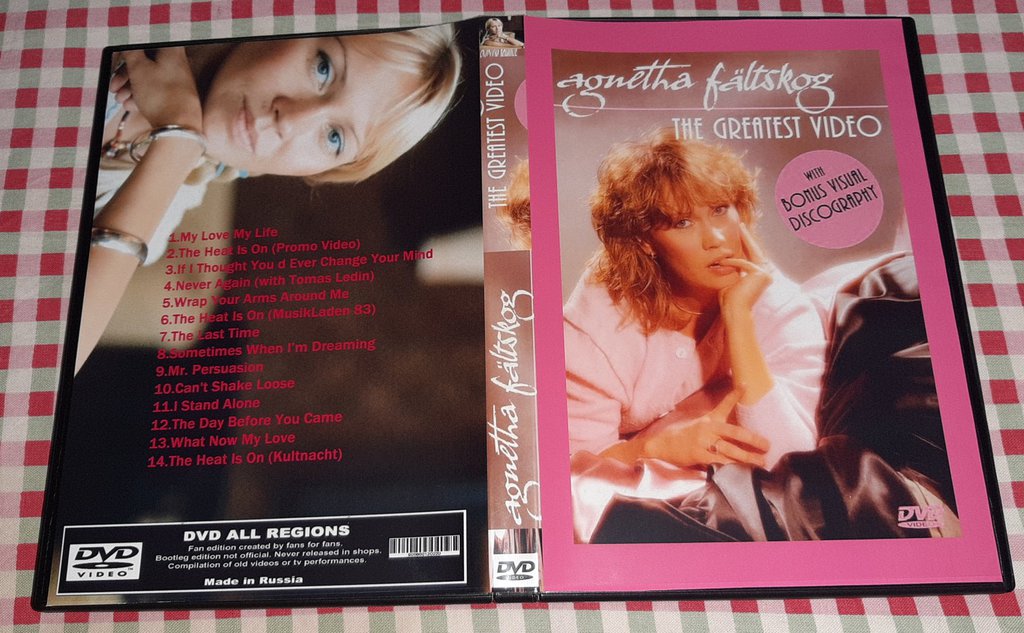 1.My Love My Life
2.The Heat Is On (Promo Video)
3.If I Thought You d Ever Change Your Mind
4.Never Again (with Tomas Ledin)
5.Wrap Your Arms Around Me
6.The Heat Is On (MusikLaden 83)
7.The Last Time
8.Sometimes When I'm Dreaming
9.Mr. Persuasion
10.Can't Shake Loose
11.I Stand Alone
12.The Day Before You Came
13.What Now My Love
14.The Heat Is On (Kultnacht)
DVD
VIDEO
DVD ALL REGIONS
Fan edition created by fans for fans.
Bootleg edition not official. Never released in shops.
Compilation of old videos or tv performances.
Made in Russia
THE GREATEST VIDEO
agnetha fältskog
DVD
VIDEO
agnetha fältskog
THE GREATEST VIDEO
WITH
BONUS VISUAL
DISCOGRAPHY
DVD
VIDEO